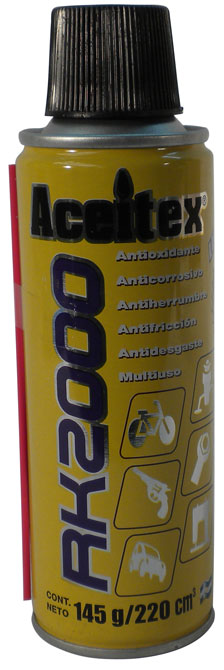 Aceitex
RK2000
Antioxidante
Anticorrosivo
Antiherrumbre
Antifricción
Antidesgaste
Multiuso
CONT.
NETO 145 g/220 cm³